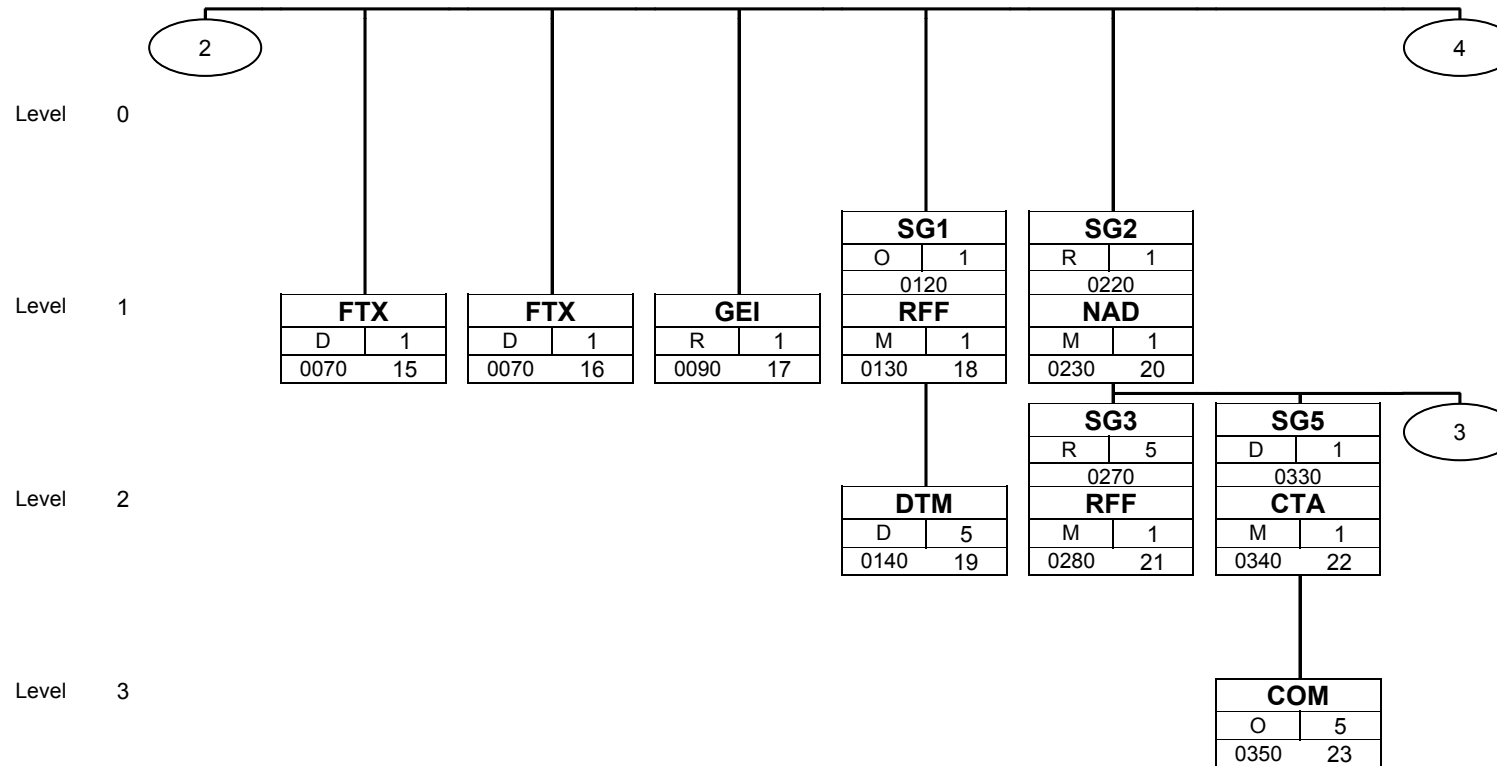 2 4
Level 0
SG1 SG2
O 1 R 1
0120 0220
Level 1 FTX FTX GEI RFF NAD
D 1 D 1 R 1 M 1 M 1
0070 15 0070 16 0090 17 0130 18 0230 20
SG3 SG5 3
R 5 D 1
0270 0330
Level 2 DTM RFF CTA
D 5 M 1 M 1
0140 19 0280 21 0340 22
Level 3 COM
O 5
0350 23